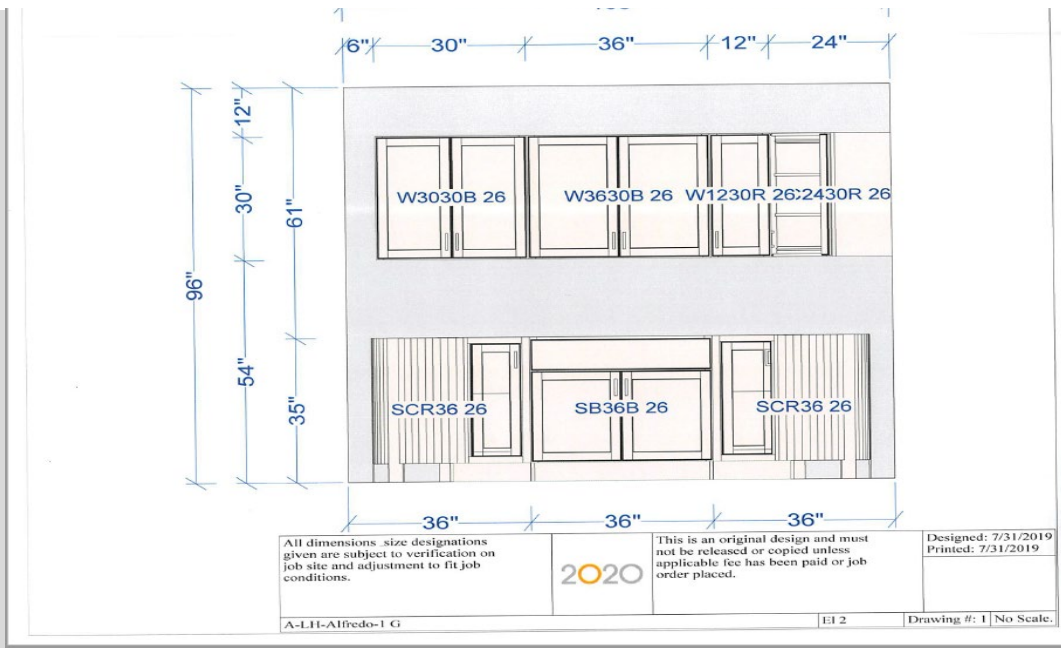 6"
30"
36"
12"
24"
12"
30"
61"
96"
54"
35"
W3030B 26
W3630B 26
W1230R 26
2430R 26
SCR36 26
SB36B 26
SCR36 26
36"
36"
36"
All dimensions size designations
given are subject to verification on
job site and adjustment to fit job
conditions.
2020
This is an original design and must
not be released or copied unless
applicable fee has been paid or job
order placed.
Designed: 7/31/2019
Printed: 7/31/2019
A-LH-Alfredo-1 G
El 2
Drawing #: 1
No Scale.